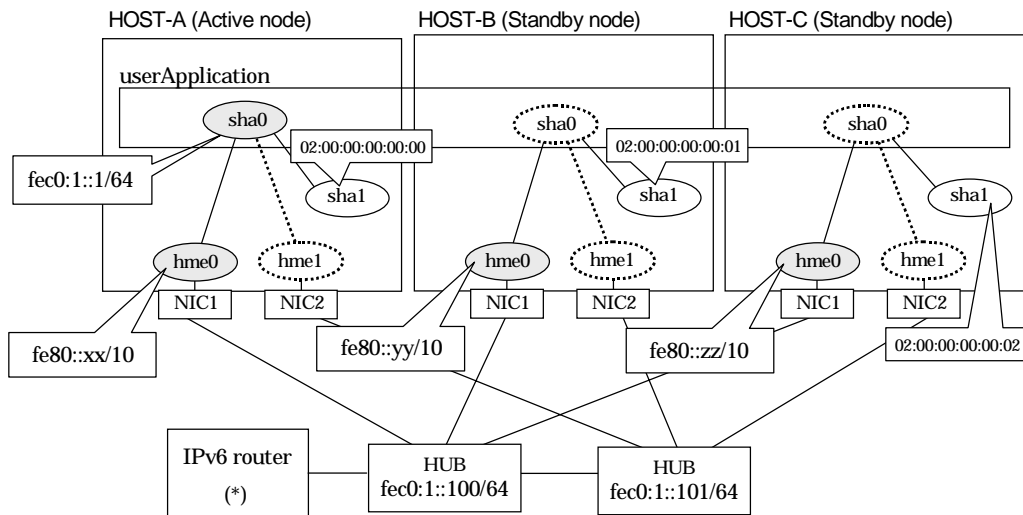 HOST-A (Active node)
HOST-B (Standby node)
HOST-C (Standby node)
userApplication
sha0
sha0
sha0
02:00:00:00:00:00
02:00:00:00:00:01
fec0:1::1/64
sha1
sha1
sha1
hme0
hme1
hme0
hme1
hme0
hme1
NIC1
NIC2
NIC1
NIC2
NIC1
NIC2
fe80::xx/10
fe80::yy/10
fe80::zz/10
02:00:00:00:00:02
IPv6 router
(*)
HUB
fec0:1::100/64
HUB
fec0:1::101/64